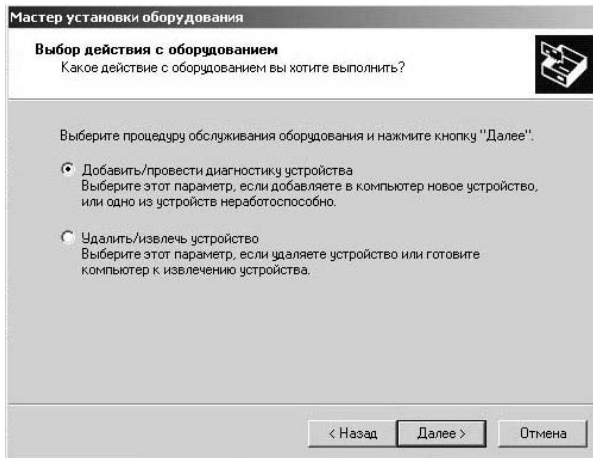 Мастер установки оборудования
Выбор действия с оборудованием
Какое действие с оборудованием вы хотите выполнить?
Выберите процедуру обслуживания оборудования и нажмите кнопку "Далее".
Добавить/провести диагностику устройства
Выберите этот параметр, если добавляете в компьютер новое устройство,
или одно из устройств неработоспособно.
Удалить/извлечь устройство
Выберите этот параметр, если удаляете устройство или готовите
компьютер к извлечению устройства.
< Назад Далее > Отмена